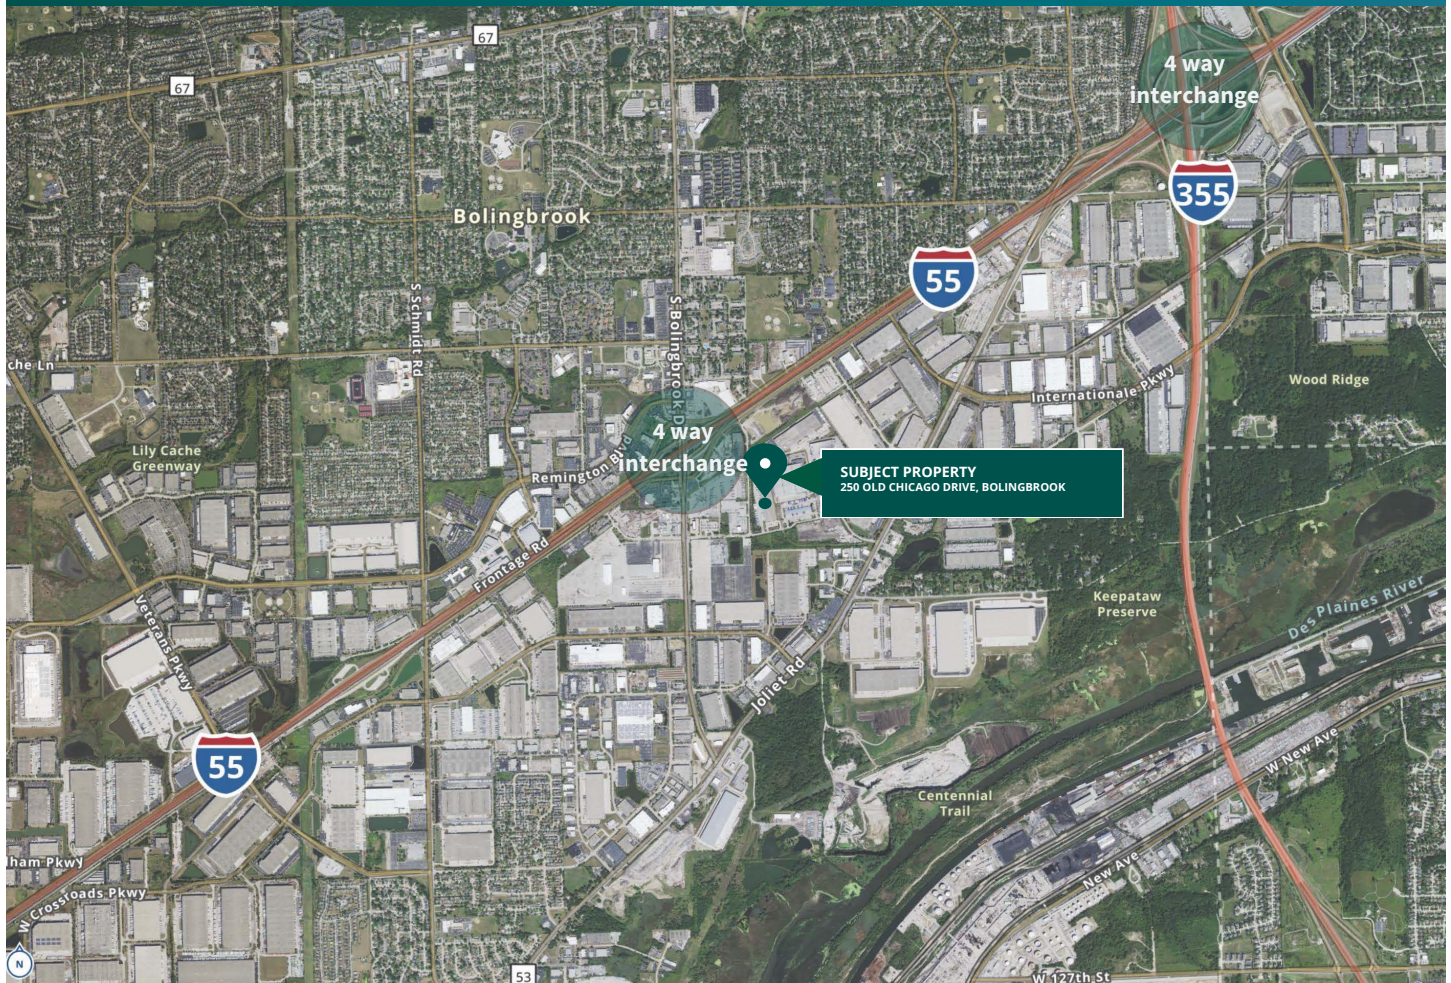 67
67
4 way
interchange
355
Bolingbrook
55
S Schmidt Rd
S Bolingbrook D
che Ln
Wood Ridge
Internationale Pkwy
Lily Cache
Greenway
4 way
interchange
Remington Blvd
SUBJECT PROPERTY
250 OLD CHICAGO DRIVE, BOLINGBROOK
Frontage Rd
Keepataw
Preserve
Des Plaines River
Veterans Pkwy
Joliet Rd
55
W New Ave
Centennial
Trail
lham Pkwy
New Ave
W Crossroads Pkwy
N
53
W 127th St